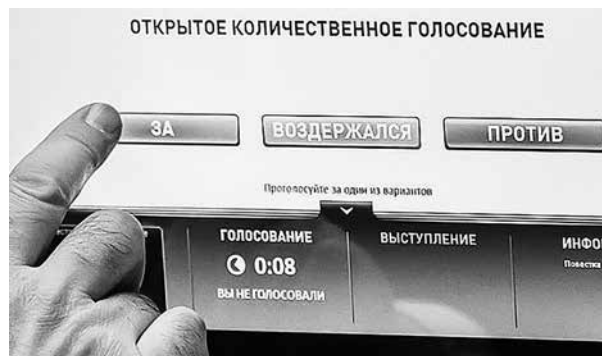 ОТКРЫТОЕ КОЛИЧЕСТВЕННОЕ ГОЛОСОВАНИЕ
ЗА
ВОЗДЕРЖАЛСЯ
ПРОТИВ
Проголосуйте за один из вариантов
ГОЛОСОВАНИЕ
0:08
ВЫ НЕ ГОЛОСОВАЛИ
ВЫСТУПЛЕНИЕ
ИНФО
Повестка